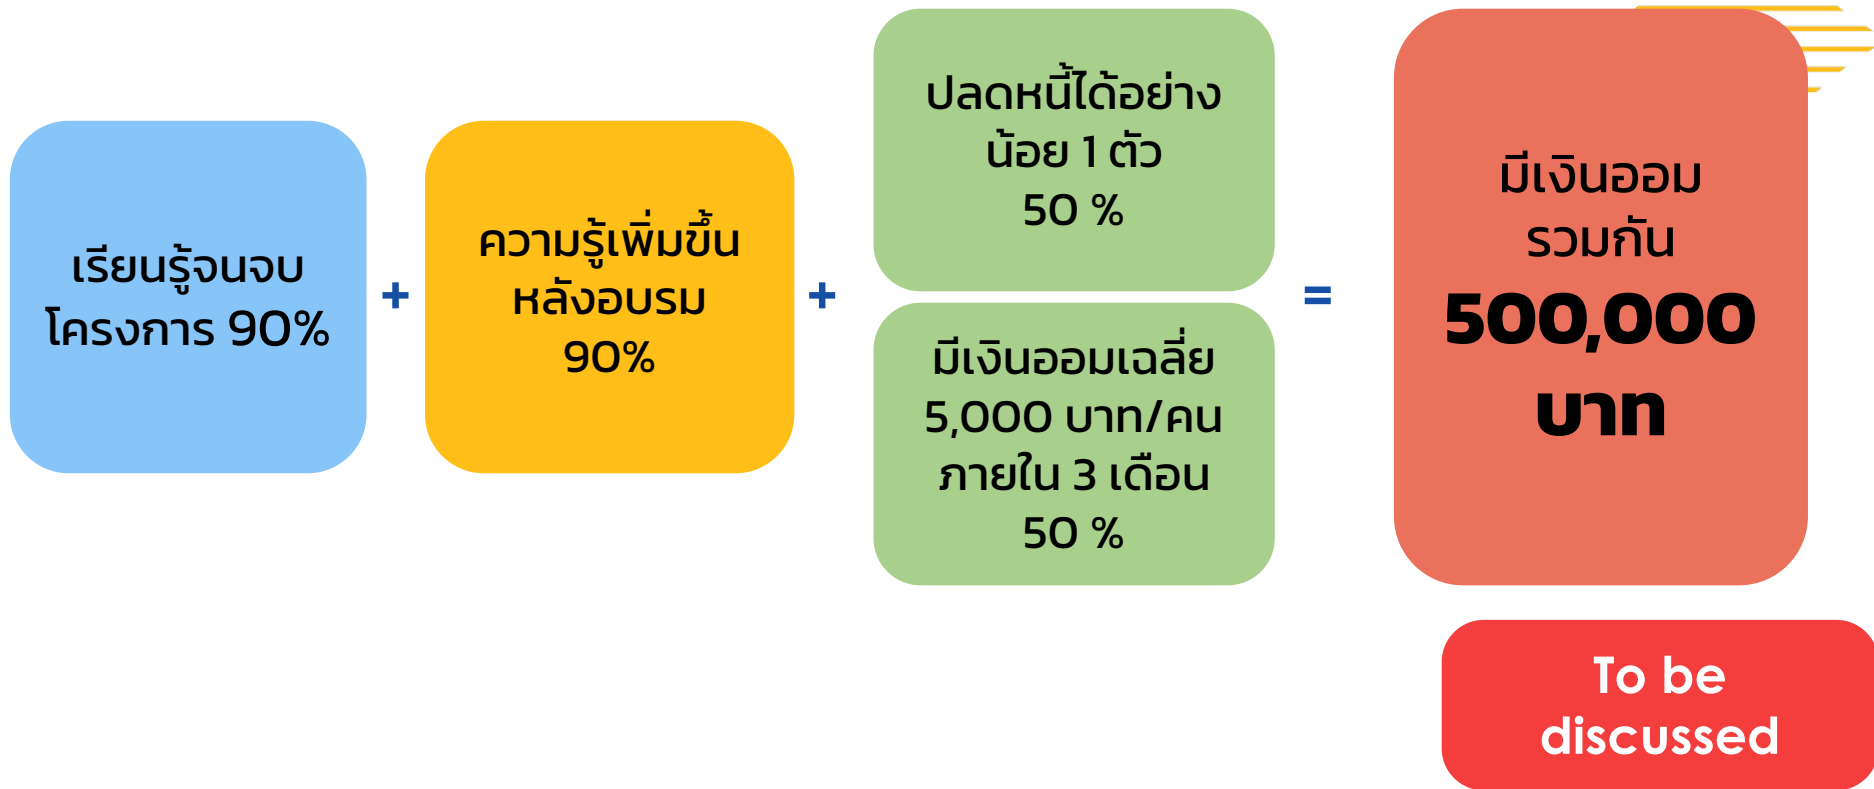 เรียนรู้จนจบ
โครงการ 90%
+
ความรู้เพิ่มขึ้น
หลังอบรม
90%
+
ปลดหนี้ได้อย่าง
น้อย 1 ตัว
50 %
มีเงินออมเฉลี่ย
5,000 บาท/คน
ภายใน 3 เดือน
50 %
=
มีเงินออม
รวมกัน
500,000
บาท
To be
discussed